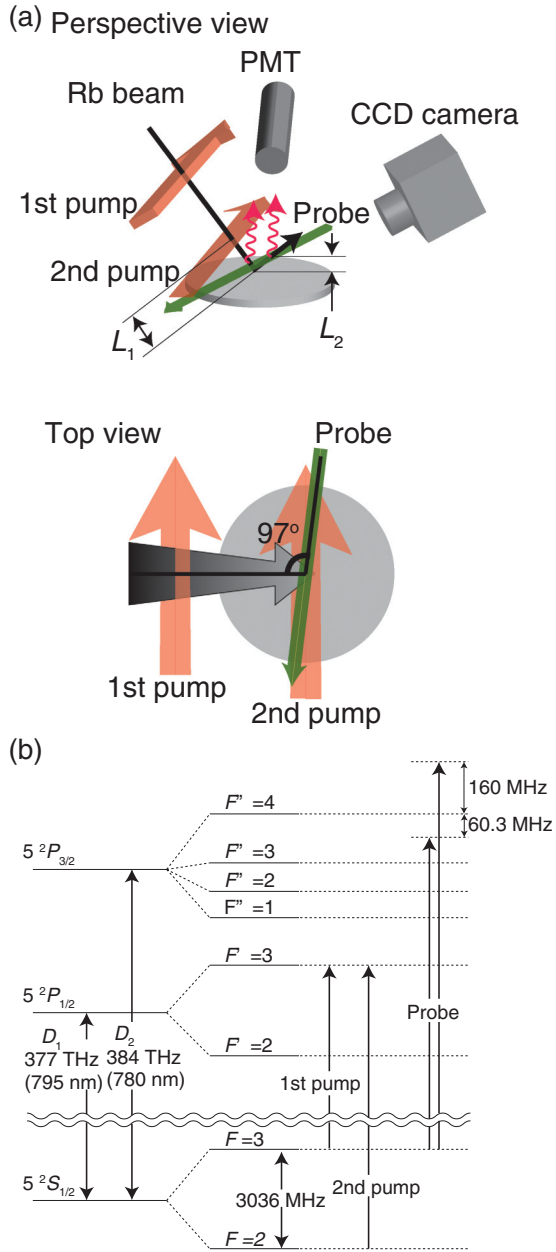 (a) Perspective view
PMT
Rb beam
CCD camera
1st pump
Probe
2nd pump
L1
L2
Top view
Probe
97°
1st pump
2nd pump
(b)
F" =4
160 MHz
60.3 MHz
5 ²P3/2
F" =3
F" =2
F" =1
F' =3
5 ²P1/2
Probe
D1
377 THz
(795 nm)
D2
384 THz
(780 nm)
F' =2
1st pump
F =3
5 ²S1/2
3036 MHz
2nd pump
F =2